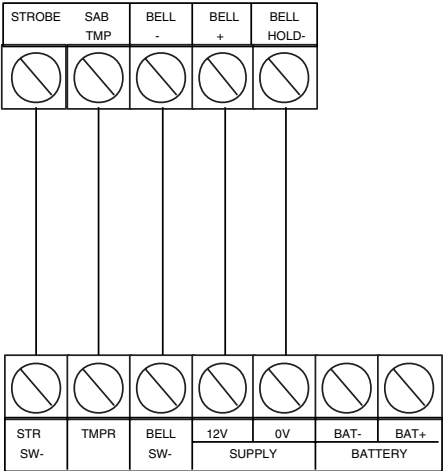 STROBE SAB BELL BELL BELL
TMP - + HOLD-
STR TMPR BELL 12V 0V BAT- BAT+
SW- SW- SUPPLY BATTERY